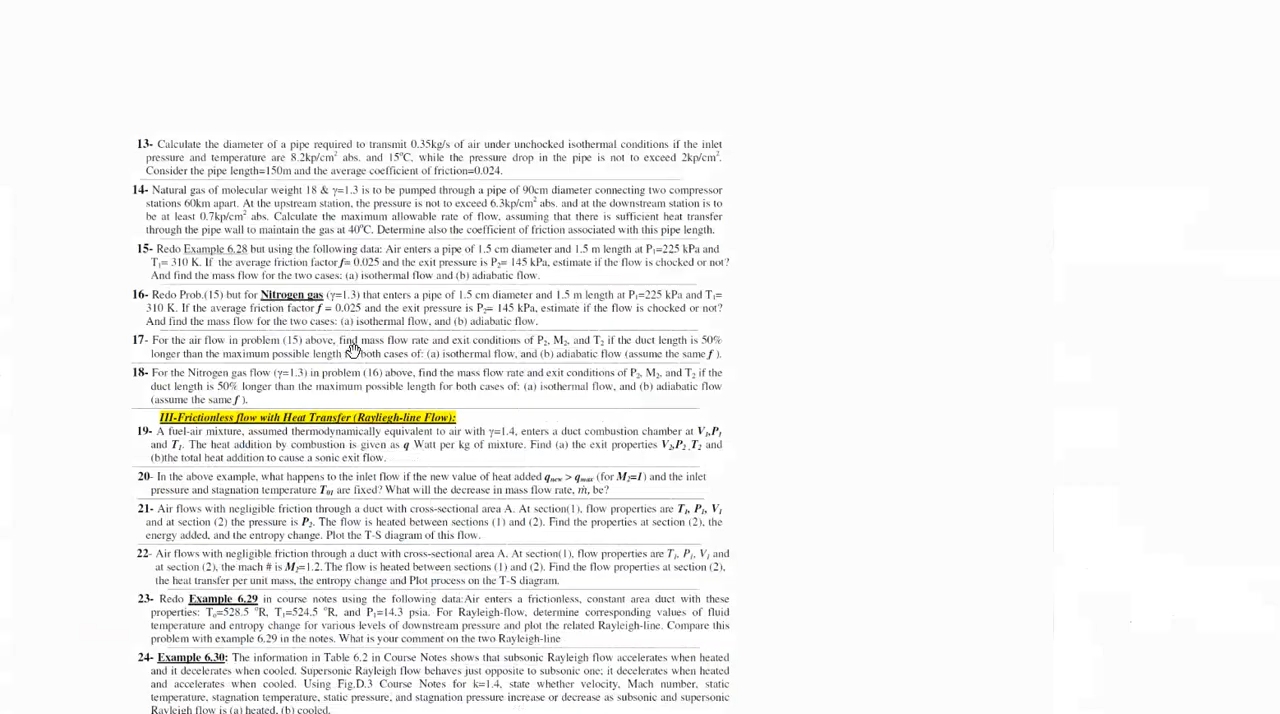 13- Calculate the diameter of a pipe required to transmit 0.35kg/s of air under unchocked isothermal conditions if the inlet
pressure and temperature are 8.2kp/cm² abs. and 15°C, while the pressure drop in the pipe is not to exceed 2kp/cm².
Consider the pipe length=150m and the average coefficient of friction=0.024.
14- Natural gas of molecular weight 18 & γ=1.3 is to be pumped through a pipe of 90cm diameter connecting two compressor
stations 60km apart. At the upstream station, the pressure is not to exceed 6.3kp/cm² abs. and at the downstream station is to
be at least 0.7kp/cm² abs. Calculate the maximum allowable rate of flow, assuming that there is sufficient heat transfer
through the pipe wall to maintain the gas at 40°C. Determine also the coefficient of friction associated with this pipe length.
15- Redo Example 6.28 but using the following data: Air enters a pipe of 1.5 cm diameter and 1.5 m length at P₁=225 kPa and
T₁= 310 K. If the average friction factor f= 0.025 and the exit pressure is P₂= 145 kPa, estimate if the flow is chocked or not?
And find the mass flow for the two cases: (a) isothermal flow and (b) adiabatic flow.
16- Redo Prob.(15) but for Nitrogen gas (γ=1.3) that enters a pipe of 1.5 cm diameter and 1.5 m length at P₁=225 kPa and T₁=
310 K. If the average friction factor f = 0.025 and the exit pressure is P₂= 145 kPa, estimate if the flow is chocked or not?
And find the mass flow for the two cases: (a) isothermal flow, and (b) adiabatic flow.
17- For the air flow in problem (15) above, find mass flow rate and exit conditions of P₂, M₂, and T₂ if the duct length is 50%
longer than the maximum possible length both cases of: (a) isothermal flow, and (b) adiabatic flow (assume the same f ).
18- For the Nitrogen gas flow (γ=1.3) in problem (16) above, find the mass flow rate and exit conditions of P₂, M₂, and T₂ if the
duct length is 50% longer than the maximum possible length for both cases of: (a) isothermal flow, and (b) adiabatic flow
(assume the same f ).
III-Frictionless flow with Heat Transfer (Rayliegh-line Flow):
19- A fuel-air mixture, assumed thermodynamically equivalent to air with γ=1.4, enters a duct combustion chamber at V₁,P₁
and T₁. The heat addition by combustion is given as q Watt per kg of mixture. Find (a) the exit properties V₂,P₂ ,T₂ and
(b)the total heat addition to cause a sonic exit flow.
20- In the above example, what happens to the inlet flow if the new value of heat added qnew > qmax (for M₂=1) and the inlet
pressure and stagnation temperature T₀₁ are fixed? What will the decrease in mass flow rate, ṁ, be?
21- Air flows with negligible friction through a duct with cross-sectional area A. At section(1), flow properties are T₁, P₁, V₁
and at section (2) the pressure is P₂. The flow is heated between sections (1) and (2). Find the properties at section (2), the
energy added, and the entropy change. Plot the T-S diagram of this flow.
22- Air flows with negligible friction through a duct with cross-sectional area A. At section(1), flow properties are T₁, P₁, V₁ and
at section (2), the mach # is M₂=1.2. The flow is heated between sections (1) and (2). Find the flow properties at section (2),
the heat transfer per unit mass, the entropy change and Plot process on the T-S diagram.
23- Redo Example 6.29 in course notes using the following data:Air enters a frictionless, constant area duct with these
properties: Tₒ=528.5 °R, T₁=524.5 °R, and P₁=14.3 psia. For Rayleigh-flow, determine corresponding values of fluid
temperature and entropy change for various levels of downstream pressure and plot the related Rayleigh-line. Compare this
problem with example 6.29 in the notes. What is your comment on the two Rayleigh-line
24- Example 6.30: The information in Table 6.2 in Course Notes shows that subsonic Rayleigh flow accelerates when heated
and it decelerates when cooled. Supersonic Rayleigh flow behaves just opposite to subsonic one; it decelerates when heated
and accelerates when cooled. Using Fig.D.3 Course Notes for k=1.4, state whether velocity, Mach number, static
temperature, stagnation temperature, static pressure, and stagnation pressure increase or decrease as subsonic and supersonic
Rayleigh flow is (a) heated, (b) cooled.